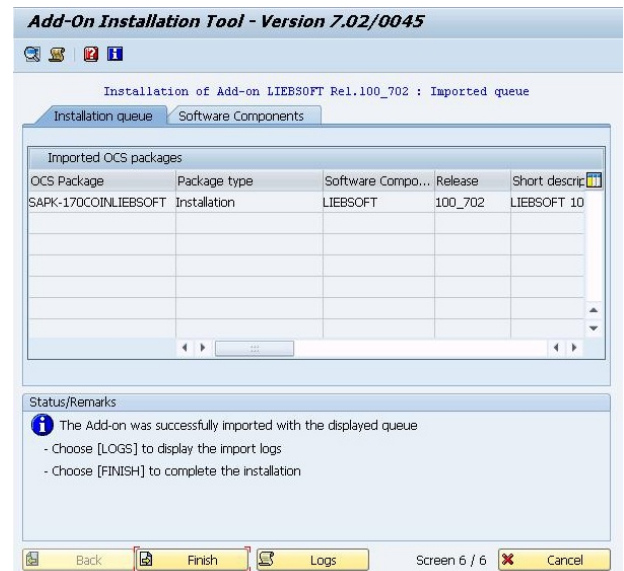 Add-On Installation Tool - Version 7.02/0045
Installation of Add-on LIEBSOFT Rel.100_702 : Imported queue
Installation queue Software Components
Imported OCS packages
OCS Package Package type Software Compo... Release Short descrip
SAPK-170COINLIEBSOFT Installation LIEBSOFT 100_702 LIEBSOFT 10
Status/Remarks
The Add-on was successfully imported with the displayed queue
- Choose [LOGS] to display the import logs
- Choose [FINISH] to complete the installation
Back Finish Logs Screen 6 / 6 Cancel